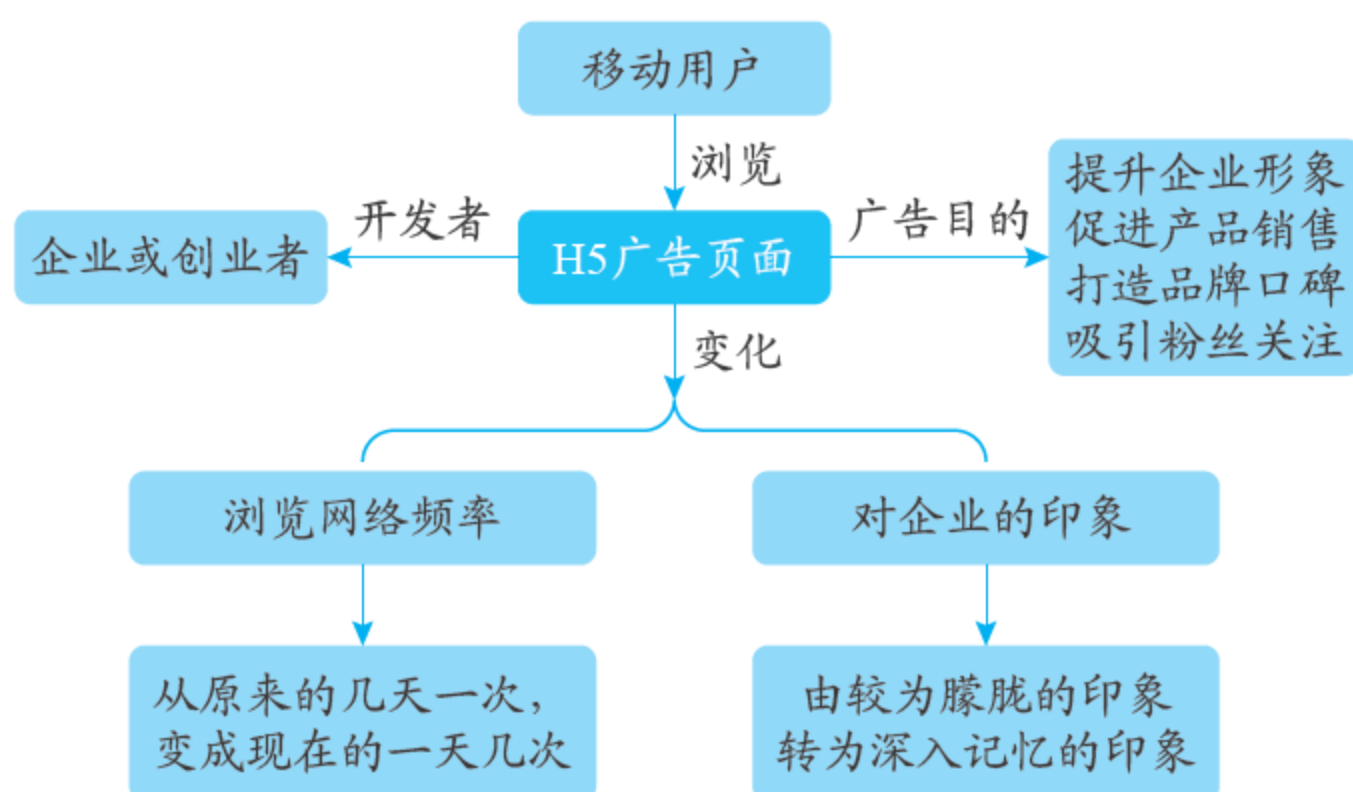 移动用户
浏览
开发者
广告目的
企业或创业者
H5广告页面
提升企业形象
促进产品销售
打造品牌口碑
吸引粉丝关注
变化
浏览网络频率
对企业的印象
从原来的几天一次，
变成现在的一天几次
由较为朦胧的印象
转为深入记忆的印象